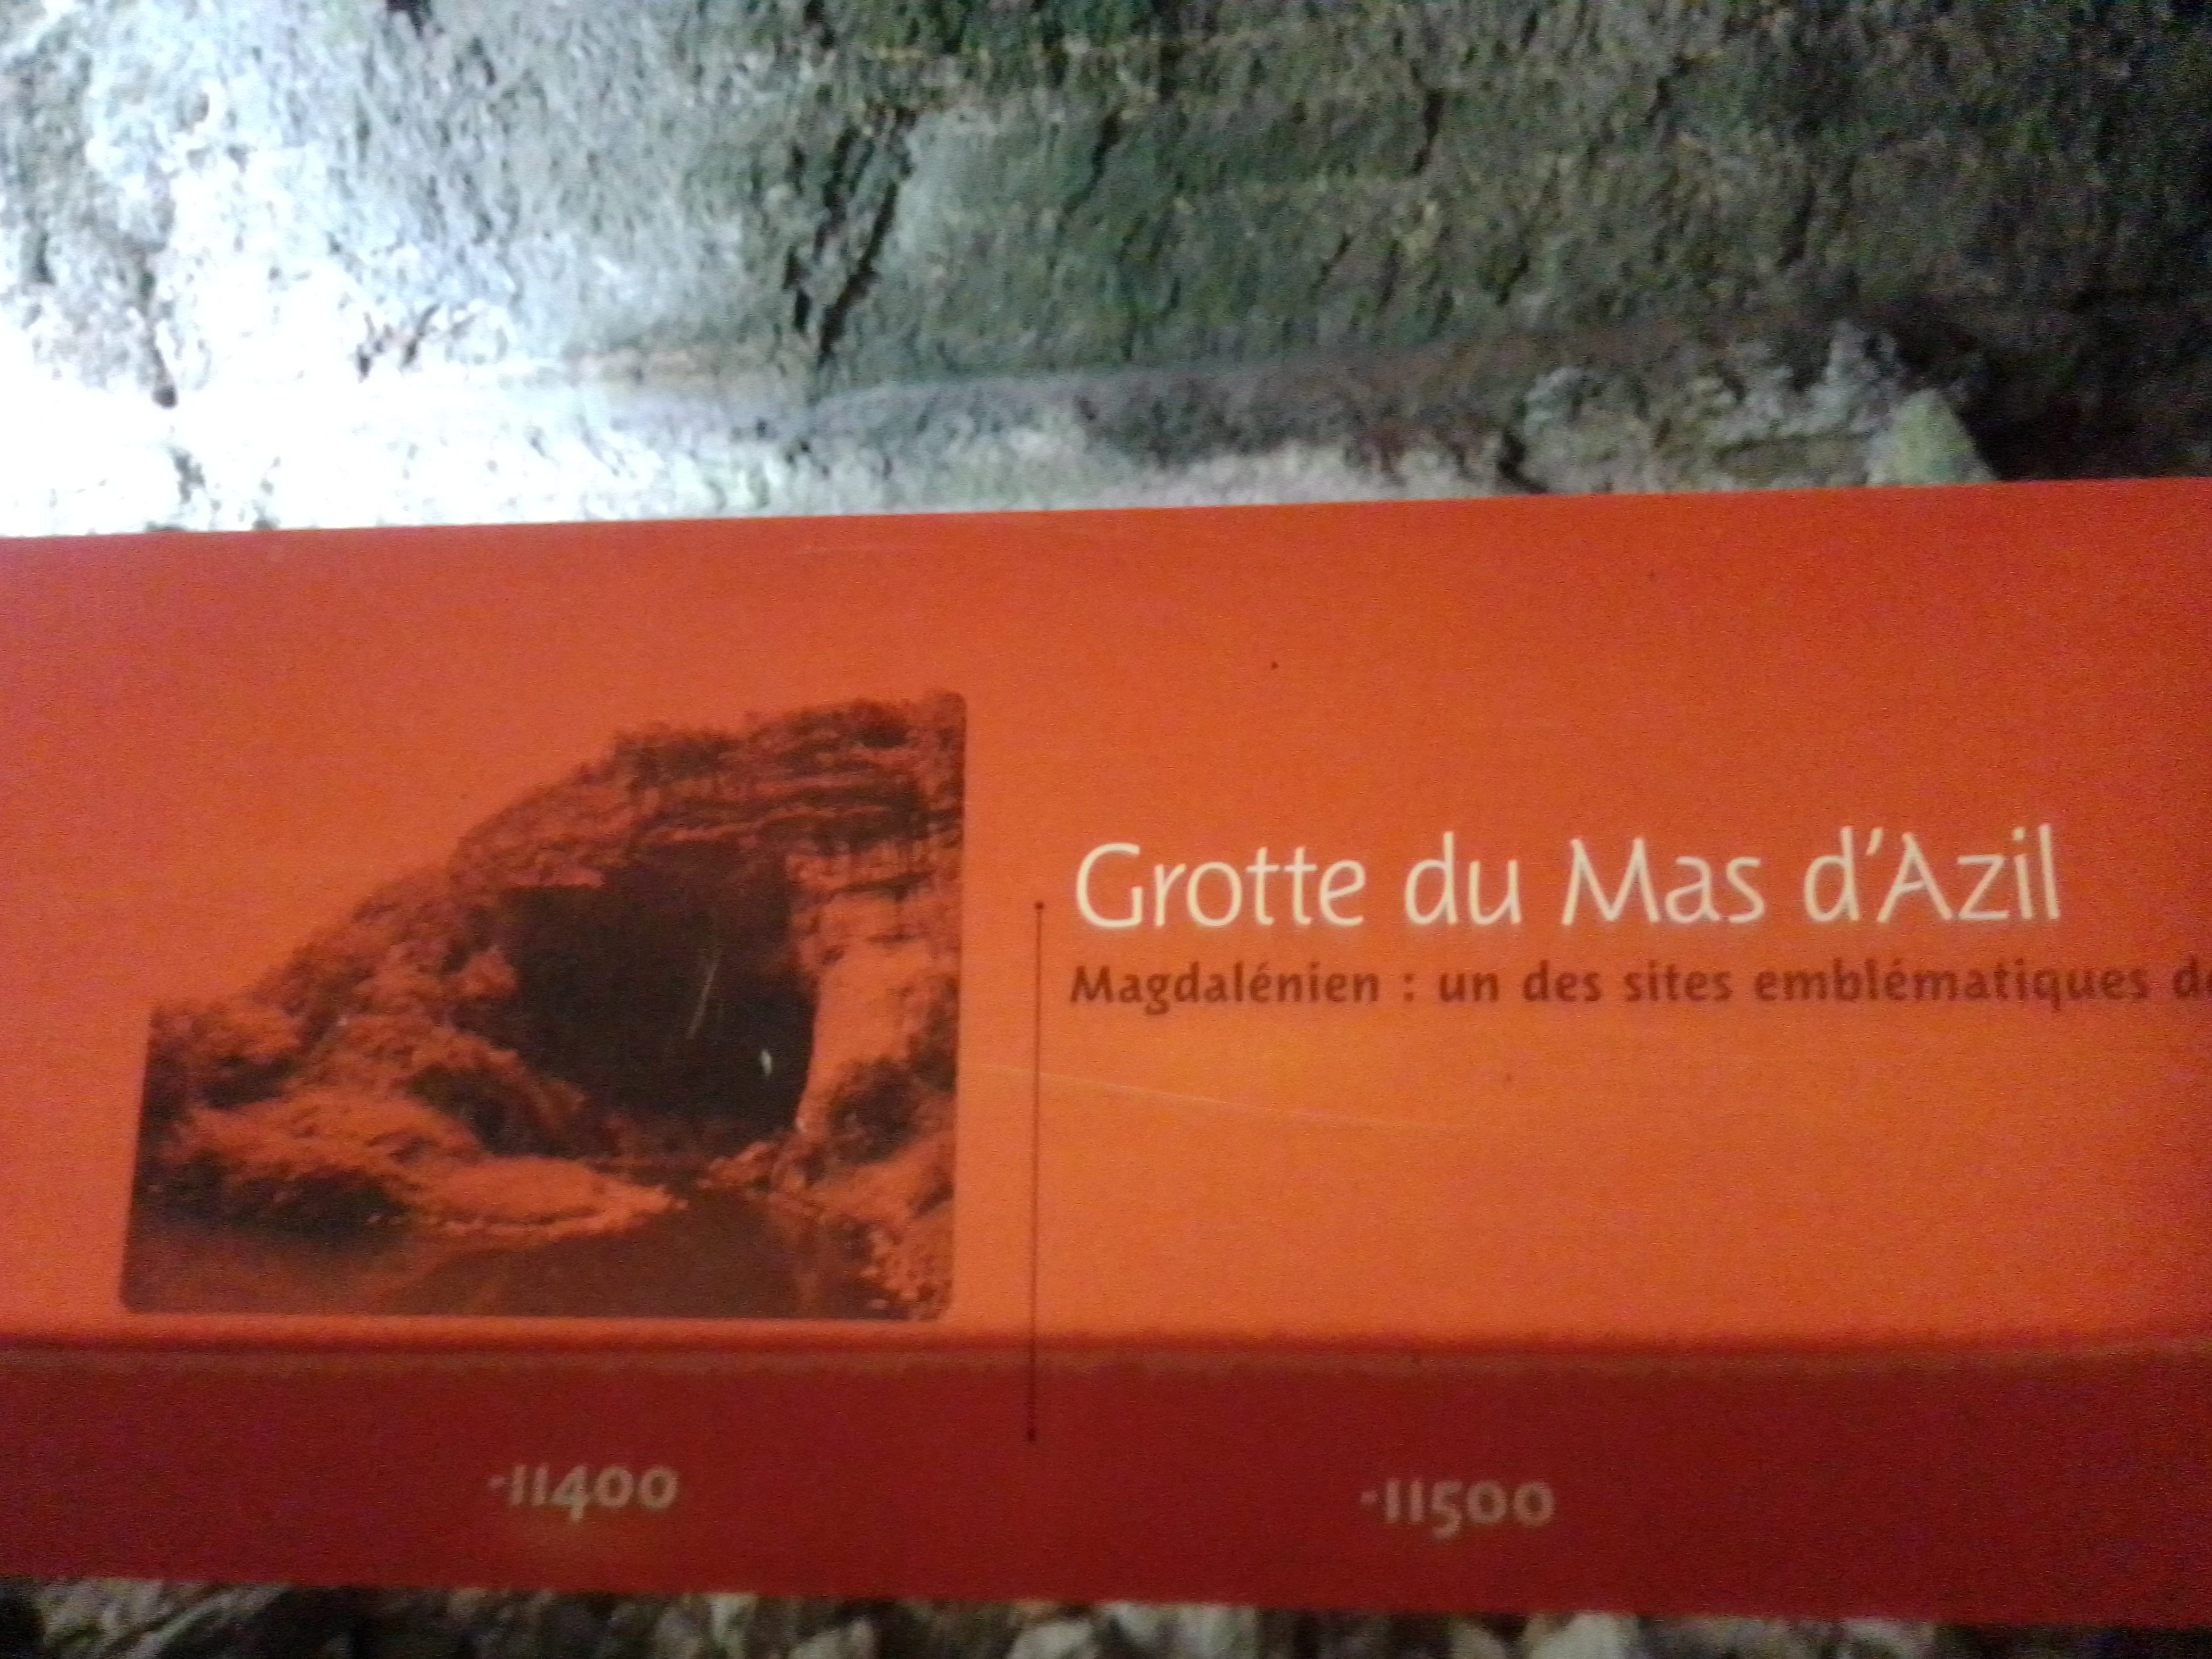 Grotte du Mas d'Azil
Magdalénien : un des sites emblématiques
-11400
-11500